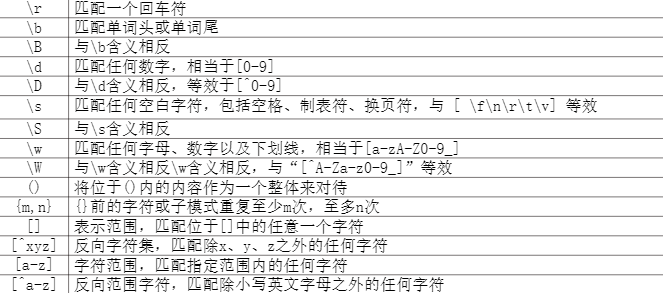 \r 匹配一个回车符
\b 匹配单词头或单词尾
\B 与\b含义相反
\d 匹配任何数字，相当于[0-9]
\D 与\d含义相反，等效于[^0-9]
\s 匹配任何空白字符，包括空格、制表符、换页符，与 [ \f\n\r\t\v] 等效
\S 与\s含义相反
\w 匹配任何字母、数字以及下划线，相当于[a-zA-Z0-9_]
\W 与\w含义相反\w含义相反，与“[^A-Za-z0-9_]”等效
() 将位于()内的内容作为一个整体来对待
{m,n} {}前的字符或子模式重复至少m次，至多n次
[] 表示范围，匹配位于[]中的任意一个字符
[^xyz] 反向字符集，匹配除x、y、z之外的任何字符
[a-z] 字符范围，匹配指定范围内的任何字符
[^a-z] 反向范围字符，匹配除小写英文字母之外的任何字符